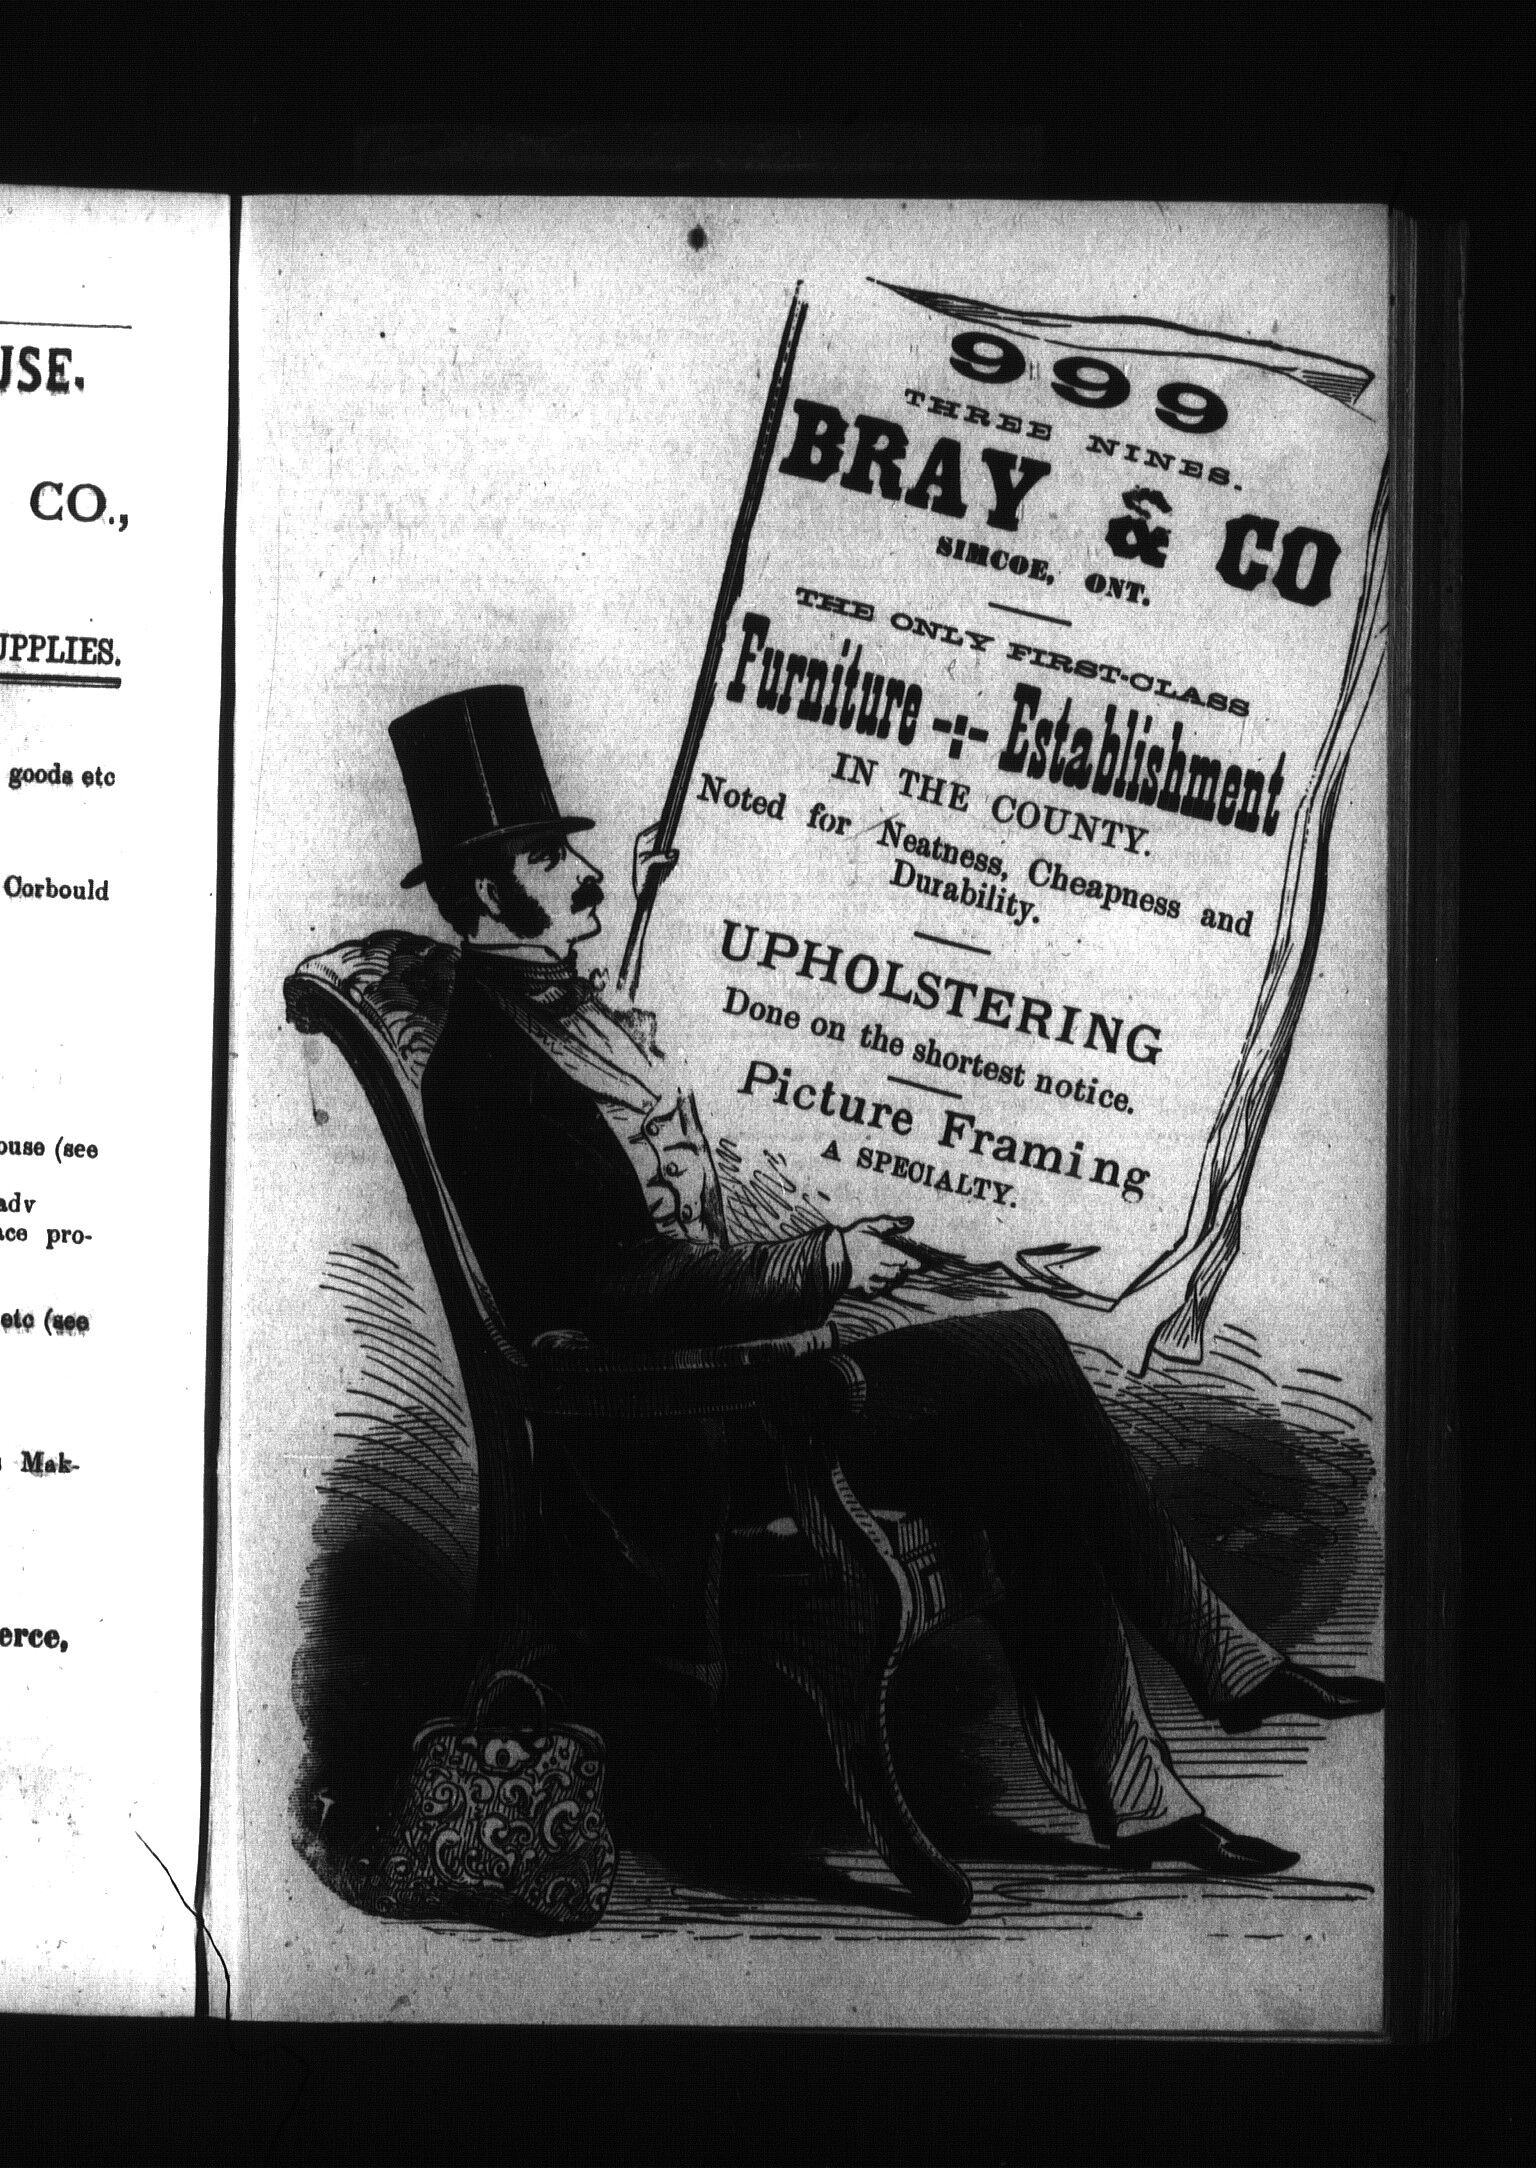 USE.
CO.,
UPPLIES.
goods etc
Corbould
ouse (see
adv
ace pro-
etc (see
s Mak-
erce,
999
THREE NINES.
BRAY & CO
SIMCOE, ONT.
THE ONLY FIRST-CLASS
Furniture -:- Establishment
IN THE COUNTY.
Noted for Neatness, Cheapness and
Durability.
UPHOLSTERING
Done on the shortest notice.
Picture Framing
A SPECIALTY.